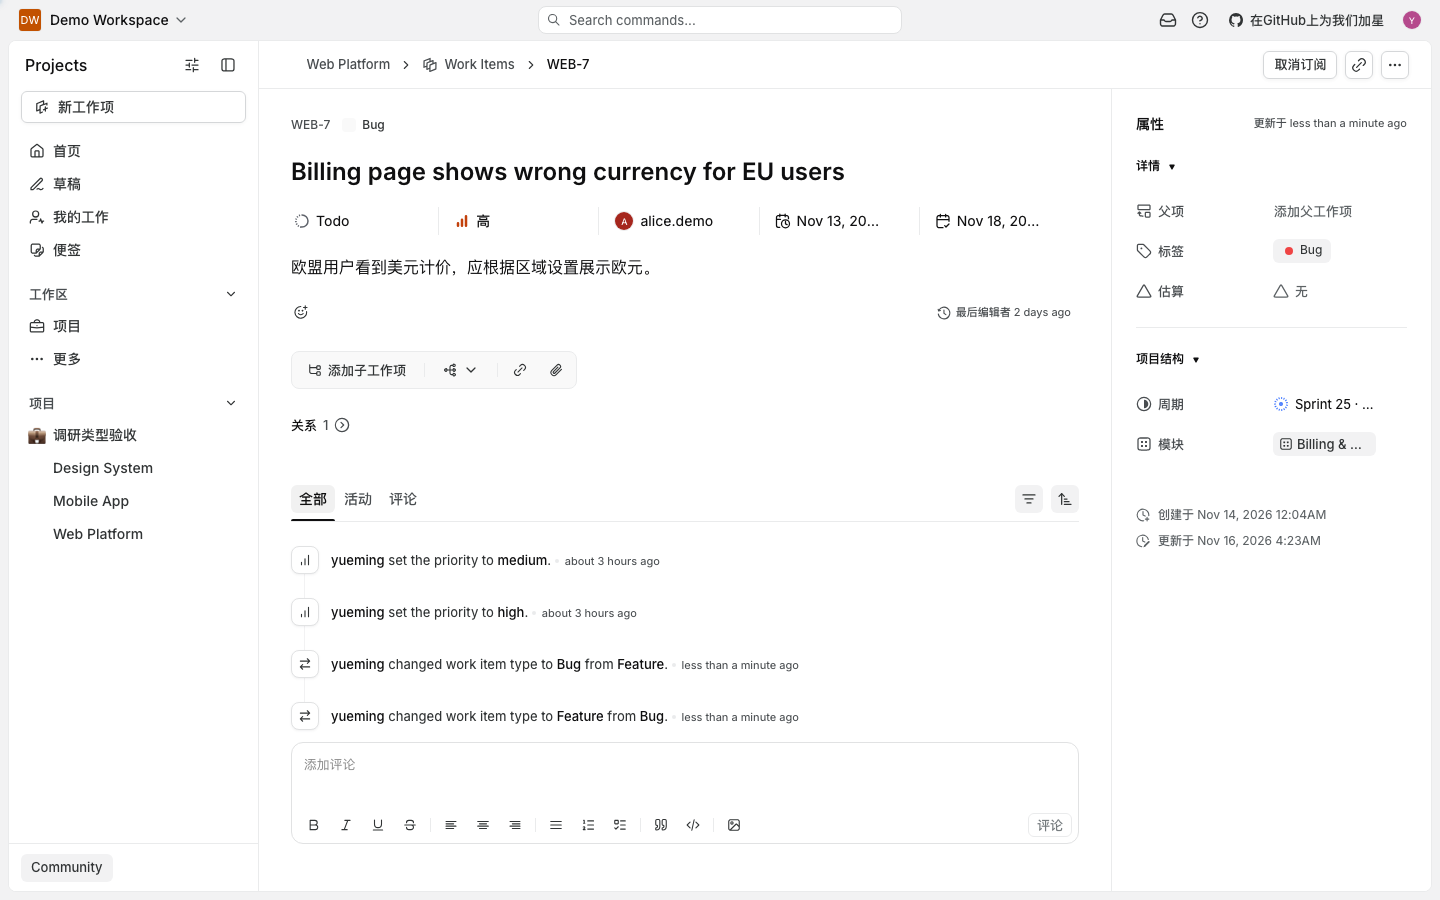 DW Demo Workspace
Search commands...
在GitHub上为我们加星
Y
Projects
新工作项
首页
草稿
我的工作
便签
工作区
项目
更多
项目
调研类型验收
Design System
Mobile App
Web Platform
Community
Web Platform
Work Items
WEB-7
取消订阅
WEB-7 Bug
Billing page shows wrong currency for EU users
Todo
高
A alice.demo
Nov 13, 20...
Nov 18, 20...
欧盟用户看到美元计价，应根据区域设置展示欧元。
最后编辑者 2 days ago
添加子工作项
关系 1
全部 活动 评论
yueming set the priority to medium. about 3 hours ago
yueming set the priority to high. about 3 hours ago
yueming changed work item type to Bug from Feature. less than a minute ago
yueming changed work item type to Feature from Bug. less than a minute ago
添加评论
评论
属性
更新于 less than a minute ago
详情
父项 添加父工作项
标签 Bug
估算 无
项目结构
周期 Sprint 25 · ...
模块 Billing & ...
创建于 Nov 14, 2026 12:04AM
更新于 Nov 16, 2026 4:23AM